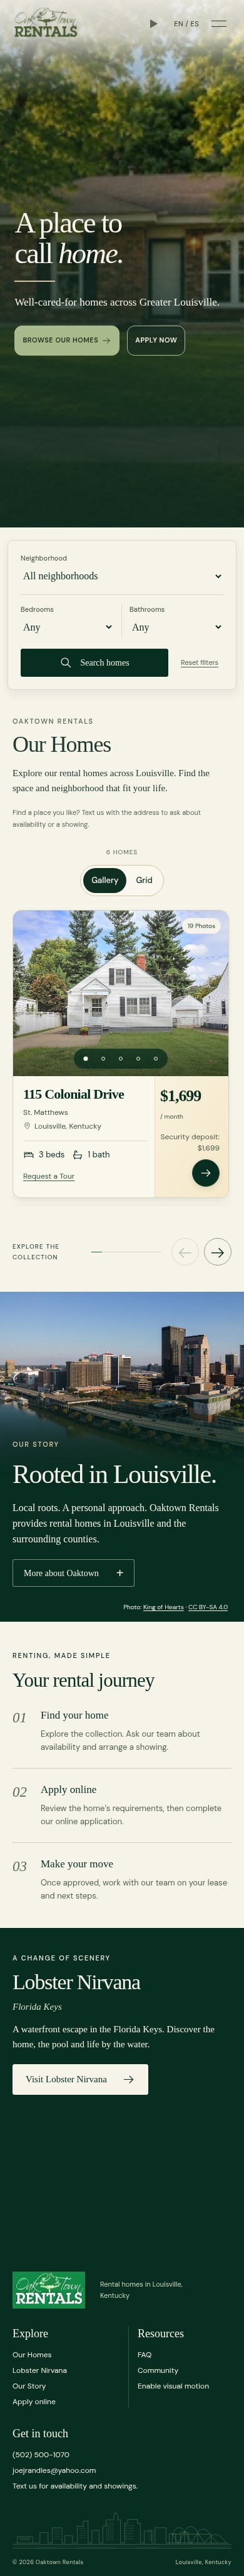 Oak Town
RENTALS
EN / ES
A place to
call home.
Well-cared-for homes across Greater Louisville.
BROWSE OUR HOMES
APPLY NOW
Neighborhood
All neighborhoods
Bedrooms
Bathrooms
Any
Any
Search homes
Reset filters
OAKTOWN RENTALS
Our Homes
Explore our rental homes across Louisville. Find the
space and neighborhood that fit your life.
Find a place you like? Text us with the address to ask about
availability or a showing.
6 HOMES
Gallery
Grid
19 Photos
115 Colonial Drive
$1,699
/ month
St. Matthews
Louisville, Kentucky
Security deposit:
$1,699
3 beds
1 bath
Request a Tour
EXPLORE THE
COLLECTION
OUR STORY
Rooted in Louisville.
Local roots. A personal approach. Oaktown Rentals
provides rental homes in Louisville and the
surrounding counties.
More about Oaktown
Photo: King of Hearts · CC BY-SA 4.0
RENTING, MADE SIMPLE
Your rental journey
01
Find your home
Explore the collection. Ask our team about
availability and arrange a showing.
02
Apply online
Review the home's requirements, then complete
our online application.
03
Make your move
Once approved, work with our team on your lease
and next steps.
A CHANGE OF SCENERY
Lobster Nirvana
Florida Keys
A waterfront escape in the Florida Keys. Discover the
home, the pool and life by the water.
Visit Lobster Nirvana
Oak Town
RENTALS
Rental homes in Louisville,
Kentucky
Explore
Our Homes
Lobster Nirvana
Our Story
Apply online
Resources
FAQ
Community
Enable visual motion
Get in touch
(502) 500-1070
joejrandles@yahoo.com
Text us for availability and showings.
© 2026 Oaktown Rentals
Louisville, Kentucky